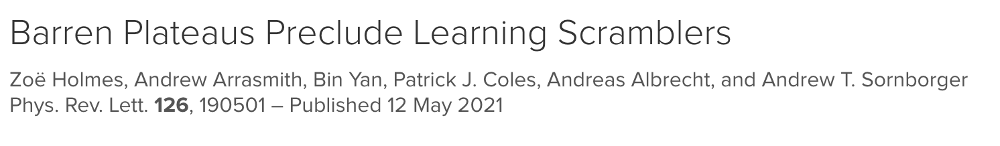 Barren Plateaus Preclude Learning Scramblers
Zoë Holmes, Andrew Arrasmith, Bin Yan, Patrick J. Coles, Andreas Albrecht, and Andrew T. Sornborger
Phys. Rev. Lett. 126, 190501 – Published 12 May 2021